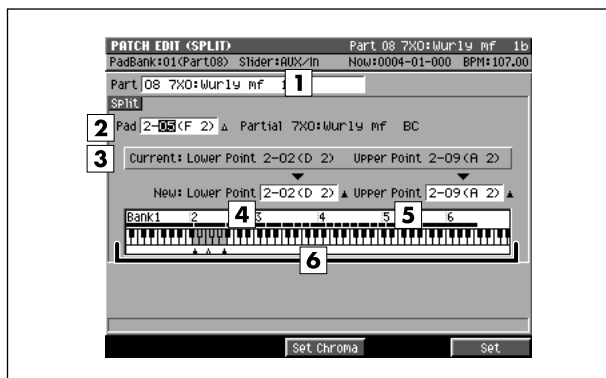 PATCH EDIT (SPLIT) Part 08 7X0:Wurly mf 1b
PadBank:01(Part08) Slider:AUX/In Now:0004-01-000 BPM:107.00
Part 08 7X0:Wurly mf 1
Split
2 Pad 2-05(F 2) Partial 7X0:Wurly mf BC
3 Current: Lower Point 2-02(D 2) Upper Point 2-09(A 2)
New: Lower Point 2-02(D 2) Upper Point 2-09(A 2)
4 5
Bank1 2 3 4 5 6
6
Set Chroma Set